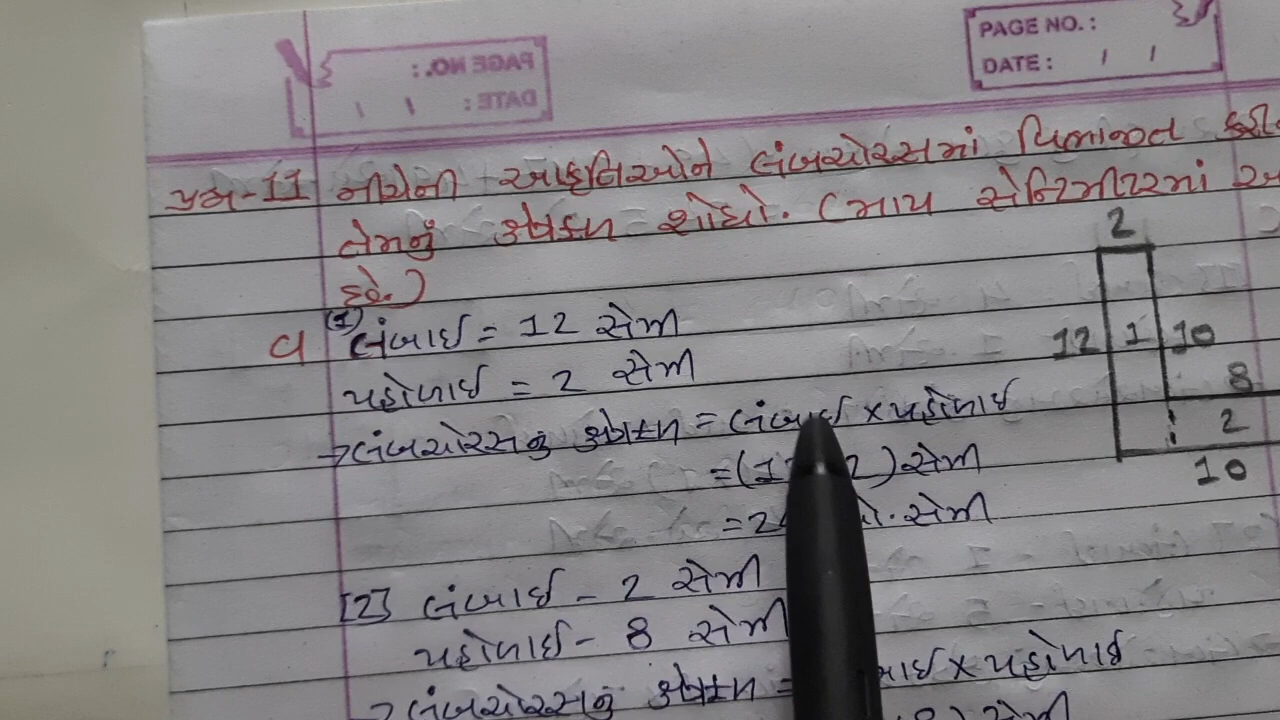 PAGE NO.:
DATE: / /
પ્રશ્ન-11 નીચેની આકૃતિઓને લંબચોરસમાં વિભાજીત કરી
તેમનું ક્ષેત્રફળ શોધો. (માપ સેન્ટિમીટરમાં
છે.)
2
12 1 10
8
2
10
(1) લંબાઈ = 12 સેમી
પહોળાઈ = 2 સેમી
→લંબચોરસનું ક્ષેત્રફળ = લંબાઈ × પહોળાઈ
=(1 2) સેમી
=2 ચો. સેમી
[2] લંબાઈ - 2 સેમી
પહોળાઈ - 8 સેમી
→લંબચોરસનું ક્ષેત્રફળ = × પહોળાઈ
8) સેમી